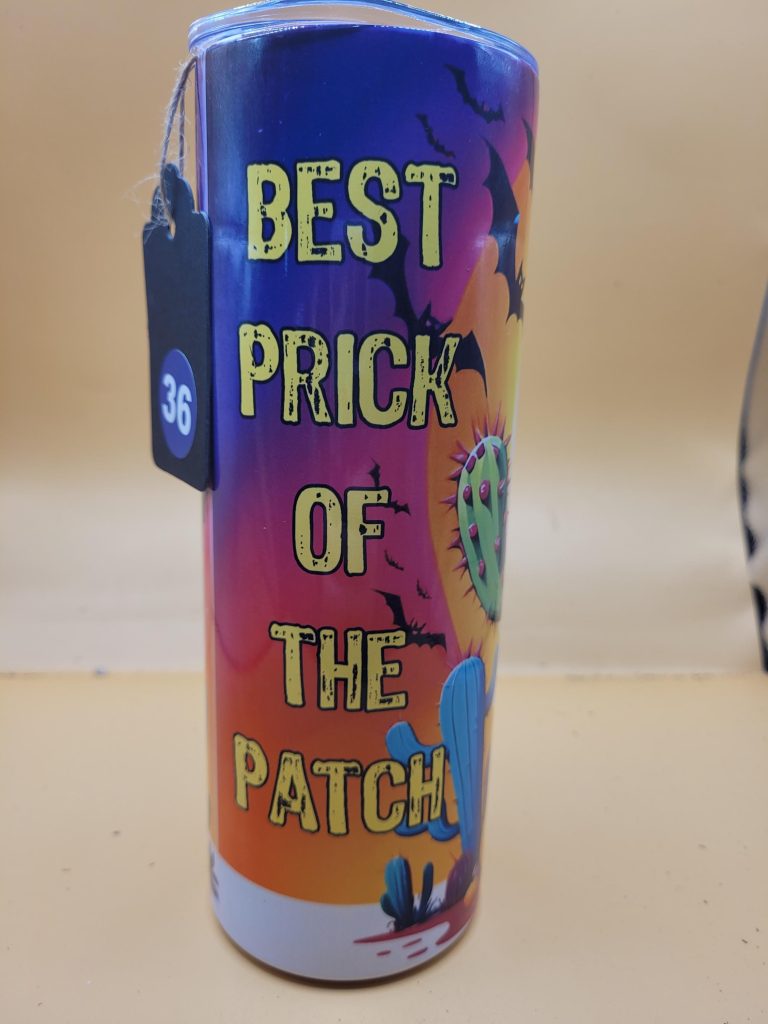 BEST
PRICK
OF
THE
PATCH
36